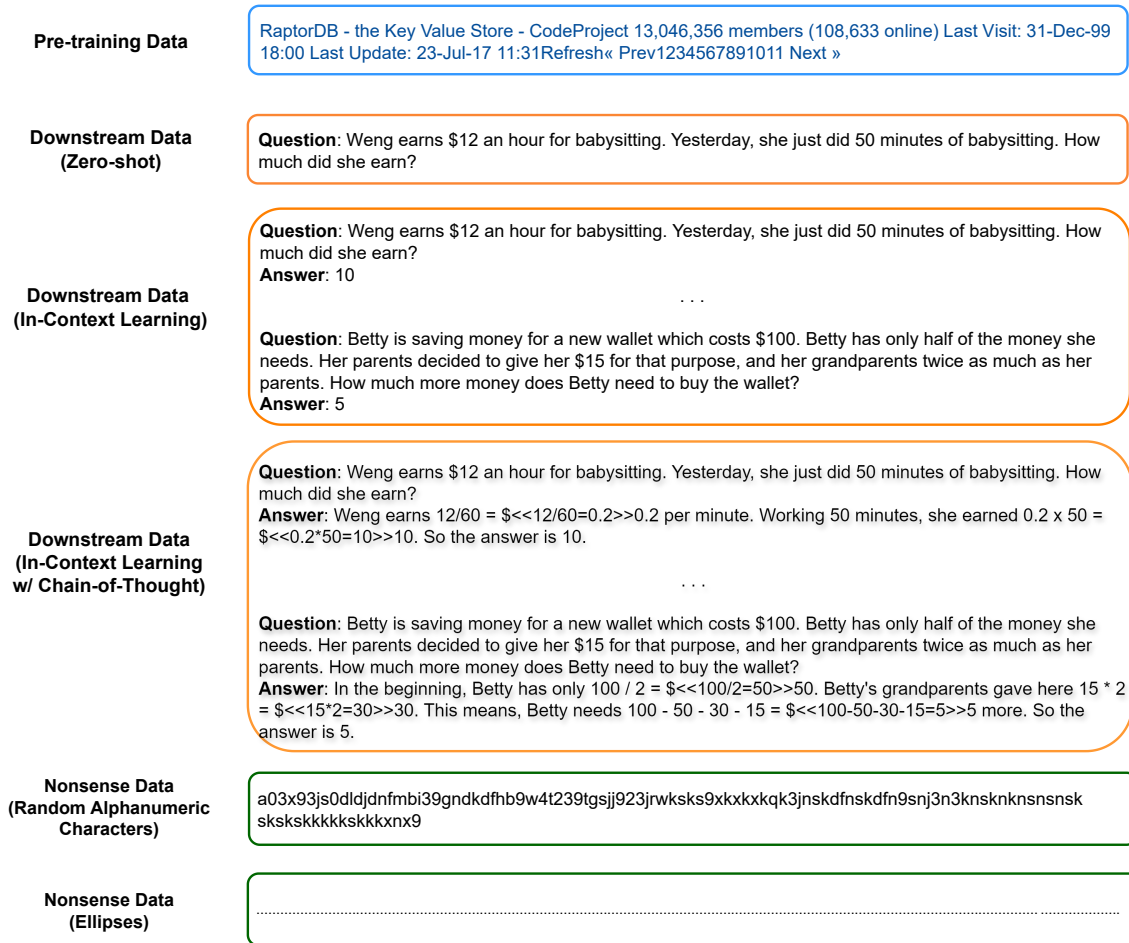 Pre-training Data
RaptorDB - the Key Value Store - CodeProject 13,046,356 members (108,633 online) Last Visit: 31-Dec-99
18:00 Last Update: 23-Jul-17 11:31Refresh« Prev1234567891011 Next »
Downstream Data
(Zero-shot)
Question: Weng earns $12 an hour for babysitting. Yesterday, she just did 50 minutes of babysitting. How
much did she earn?
Downstream Data
(In-Context Learning)
Question: Weng earns $12 an hour for babysitting. Yesterday, she just did 50 minutes of babysitting. How
much did she earn?
Answer: 10
. . .
Question: Betty is saving money for a new wallet which costs $100. Betty has only half of the money she
needs. Her parents decided to give her $15 for that purpose, and her grandparents twice as much as her
parents. How much more money does Betty need to buy the wallet?
Answer: 5
Downstream Data
(In-Context Learning
w/ Chain-of-Thought)
Question: Weng earns $12 an hour for babysitting. Yesterday, she just did 50 minutes of babysitting. How
much did she earn?
Answer: Weng earns 12/60 = $<<12/60=0.2>>0.2 per minute. Working 50 minutes, she earned 0.2 x 50 =
$<<0.2*50=10>>10. So the answer is 10.
. . .
Question: Betty is saving money for a new wallet which costs $100. Betty has only half of the money she
needs. Her parents decided to give her $15 for that purpose, and her grandparents twice as much as her
parents. How much more money does Betty need to buy the wallet?
Answer: In the beginning, Betty has only 100 / 2 = $<<100/2=50>>50. Betty's grandparents gave here 15 * 2
= $<<15*2=30>>30. This means, Betty needs 100 - 50 - 30 - 15 = $<<100-50-30-15=5>>5 more. So the
answer is 5.
Nonsense Data
(Random Alphanumeric
Characters)
a03x93js0dldjdnfmbi39gndkdfhb9w4t239tgsjj923jrwksks9xkxkxkqk3jnskdfnskdfn9snj3n3knsknknsnsnsk
skskskkkkkskkkxnx9
Nonsense Data
(Ellipses)
........................................................................................................................................................................................................